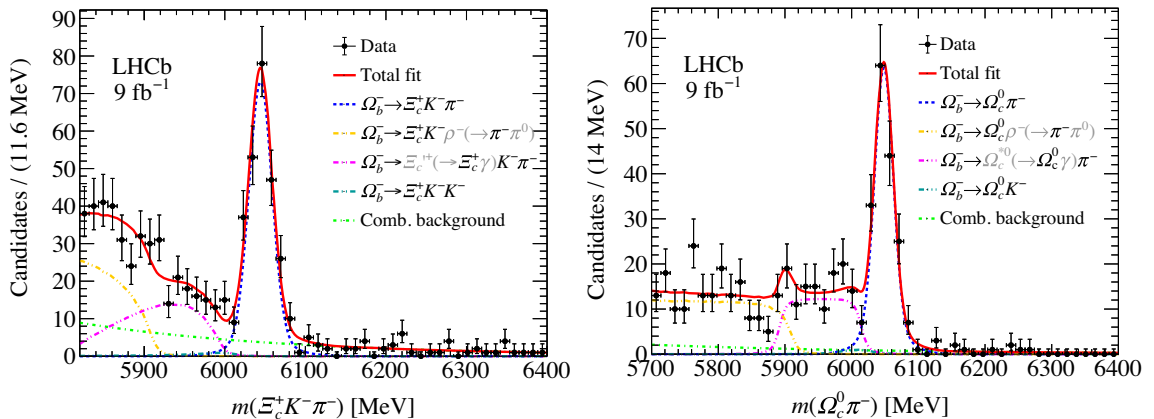 Candidates / (11.6 MeV)
90
80
70
60
50
40
30
20
10
0
LHCb
9 fb⁻¹
Data
Total fit
Ω_b⁻→Ξ_c⁺K⁻π⁻
Ω_b⁻→Ξ_c⁺K⁻ρ⁻(→π⁻π⁰)
Ω_b⁻→Ξ_c'⁺(→Ξ_c⁺γ)K⁻π⁻
Ω_b⁻→Ξ_c⁺K⁻K⁻
Comb. background
5900 6000 6100 6200 6300 6400
m(Ξ_c⁺K⁻π⁻) [MeV]
Candidates / (14 MeV)
70
60
50
40
30
20
10
0
LHCb
9 fb⁻¹
Data
Total fit
Ω_b⁻→Ω_c⁰π⁻
Ω_b⁻→Ω_c⁰ρ⁻(→π⁻π⁰)
Ω_b⁻→Ω_c*⁰(→Ω_c⁰γ)π⁻
Ω_b⁻→Ω_c⁰K⁻
Comb. background
5700 5800 5900 6000 6100 6200 6300 6400
m(Ω_c⁰π⁻) [MeV]